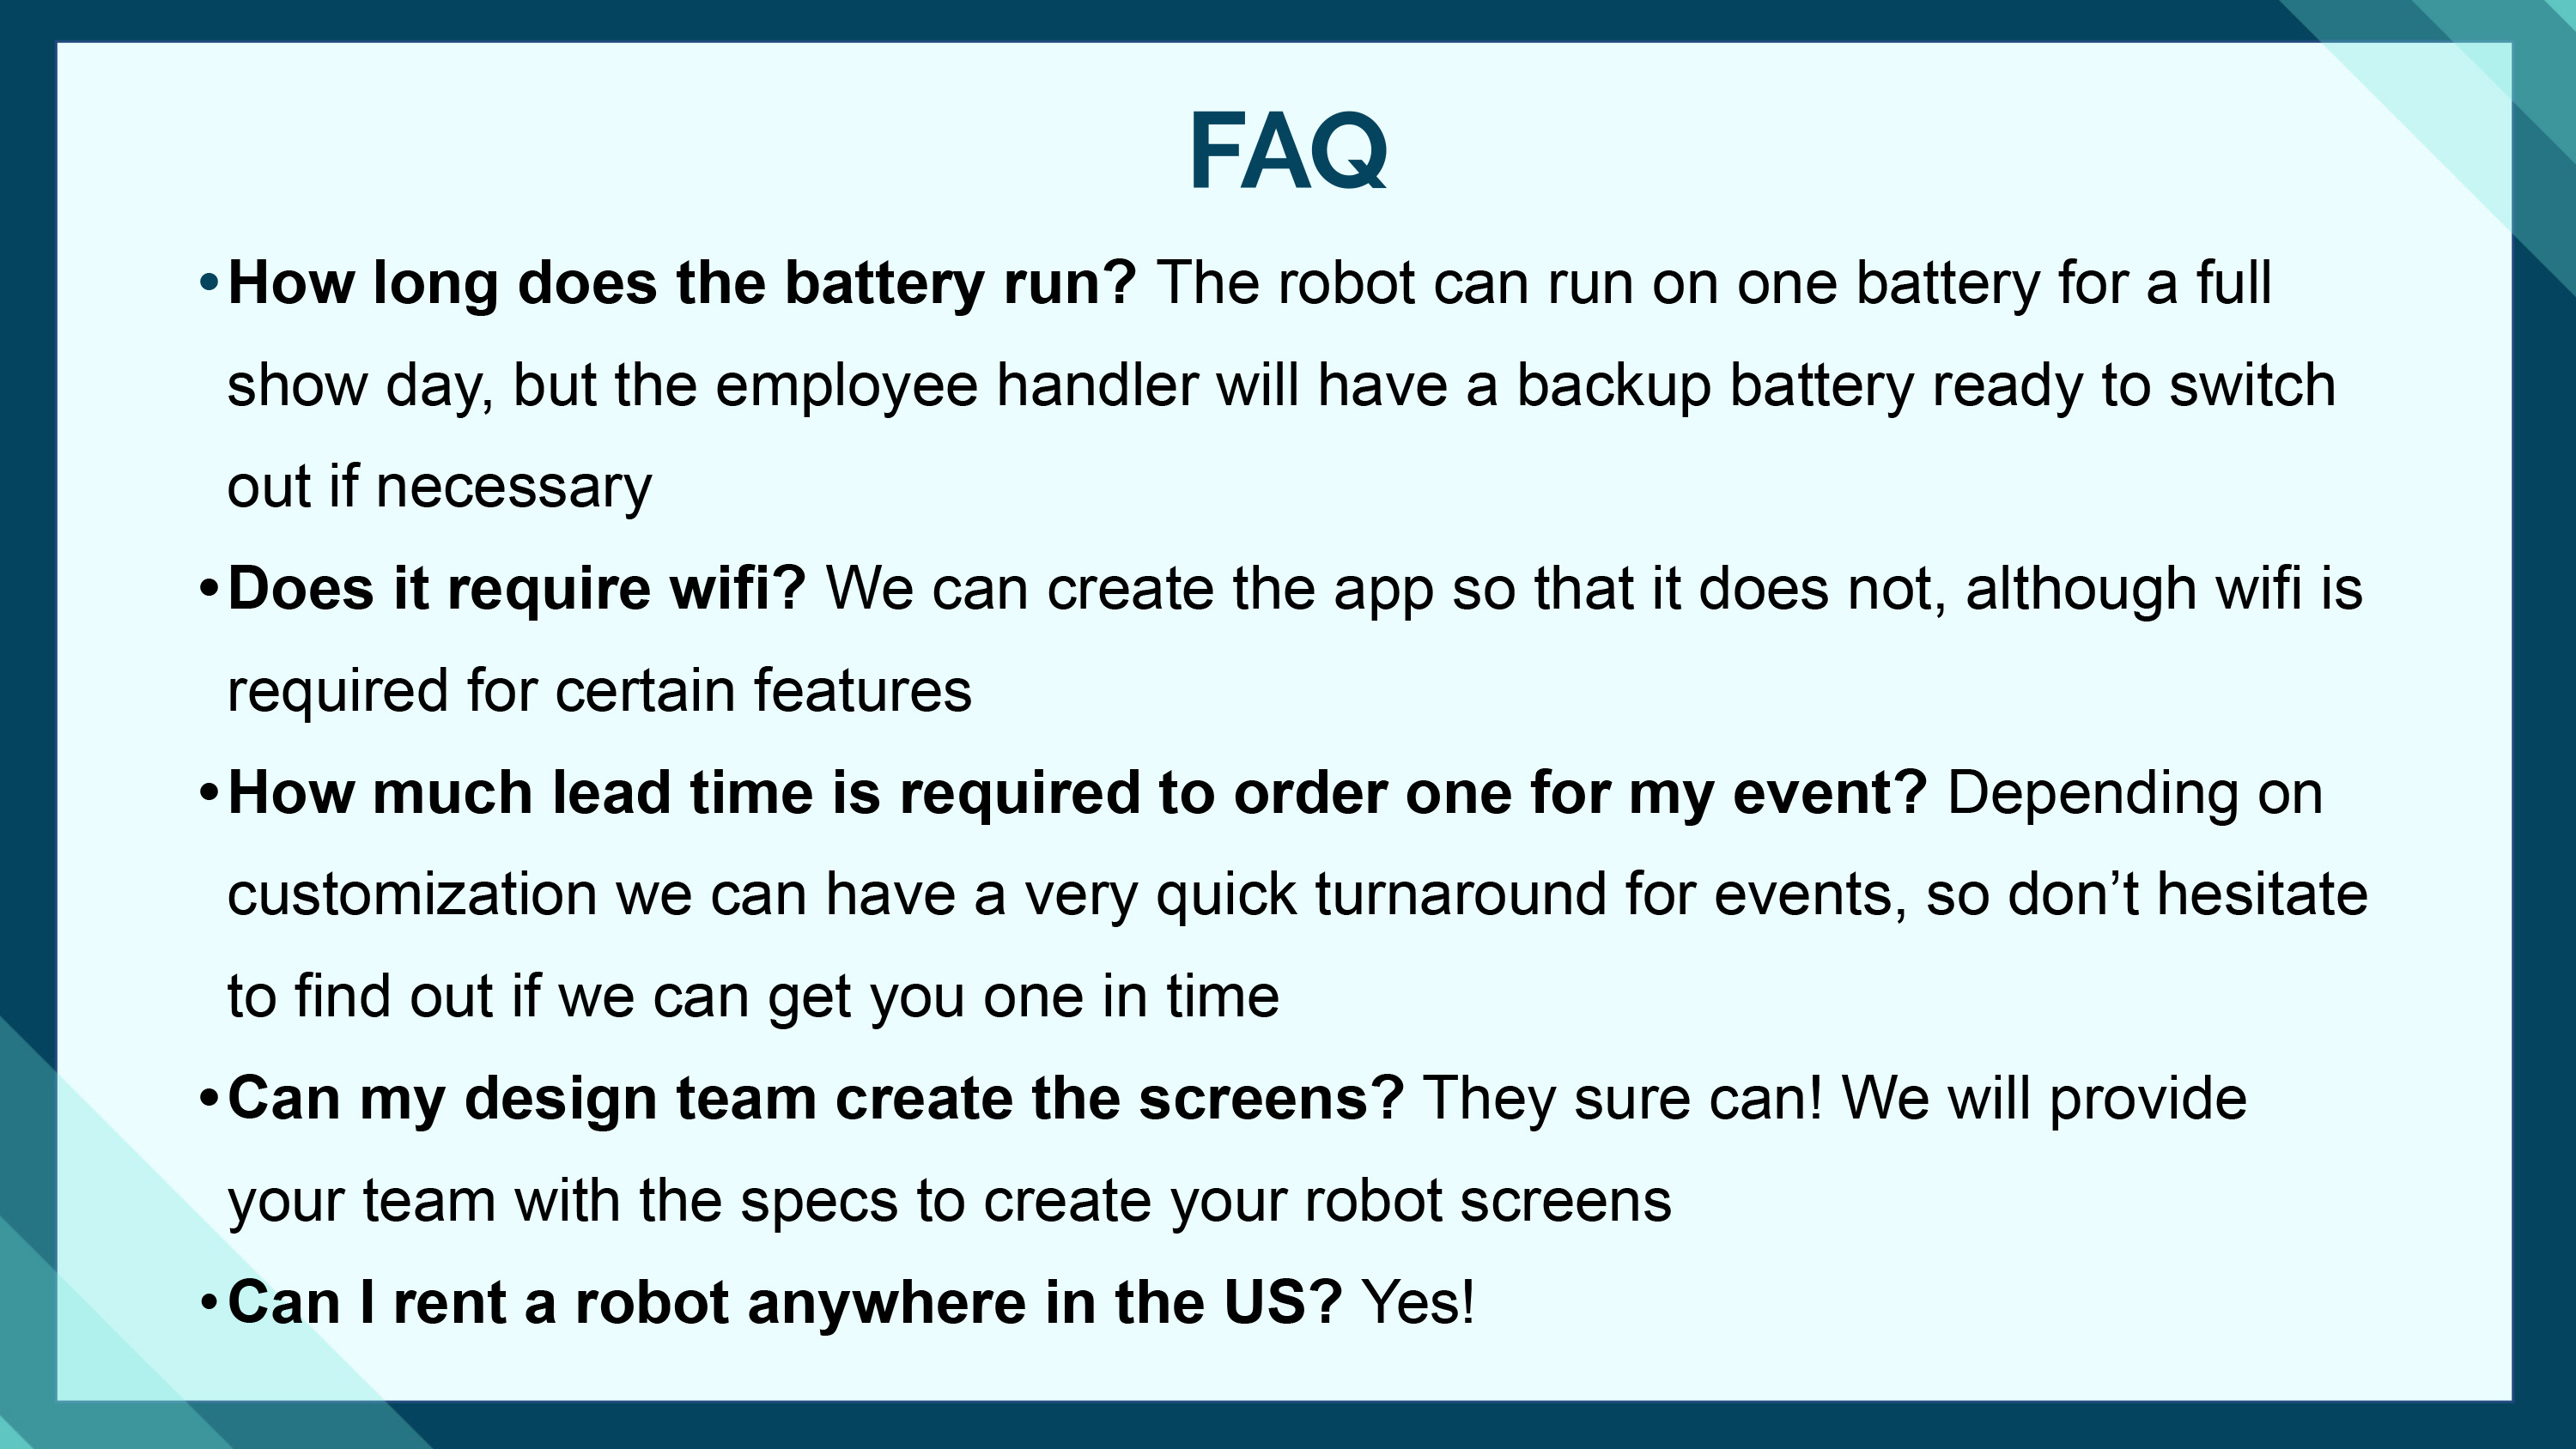 FAQ
•How long does the battery run? The robot can run on one battery for a full
show day, but the employee handler will have a backup battery ready to switch
out if necessary
•Does it require wifi? We can create the app so that it does not, although wifi is
required for certain features
•How much lead time is required to order one for my event? Depending on
customization we can have a very quick turnaround for events, so don’t hesitate
to find out if we can get you one in time
•Can my design team create the screens? They sure can! We will provide
your team with the specs to create your robot screens
•Can I rent a robot anywhere in the US? Yes!